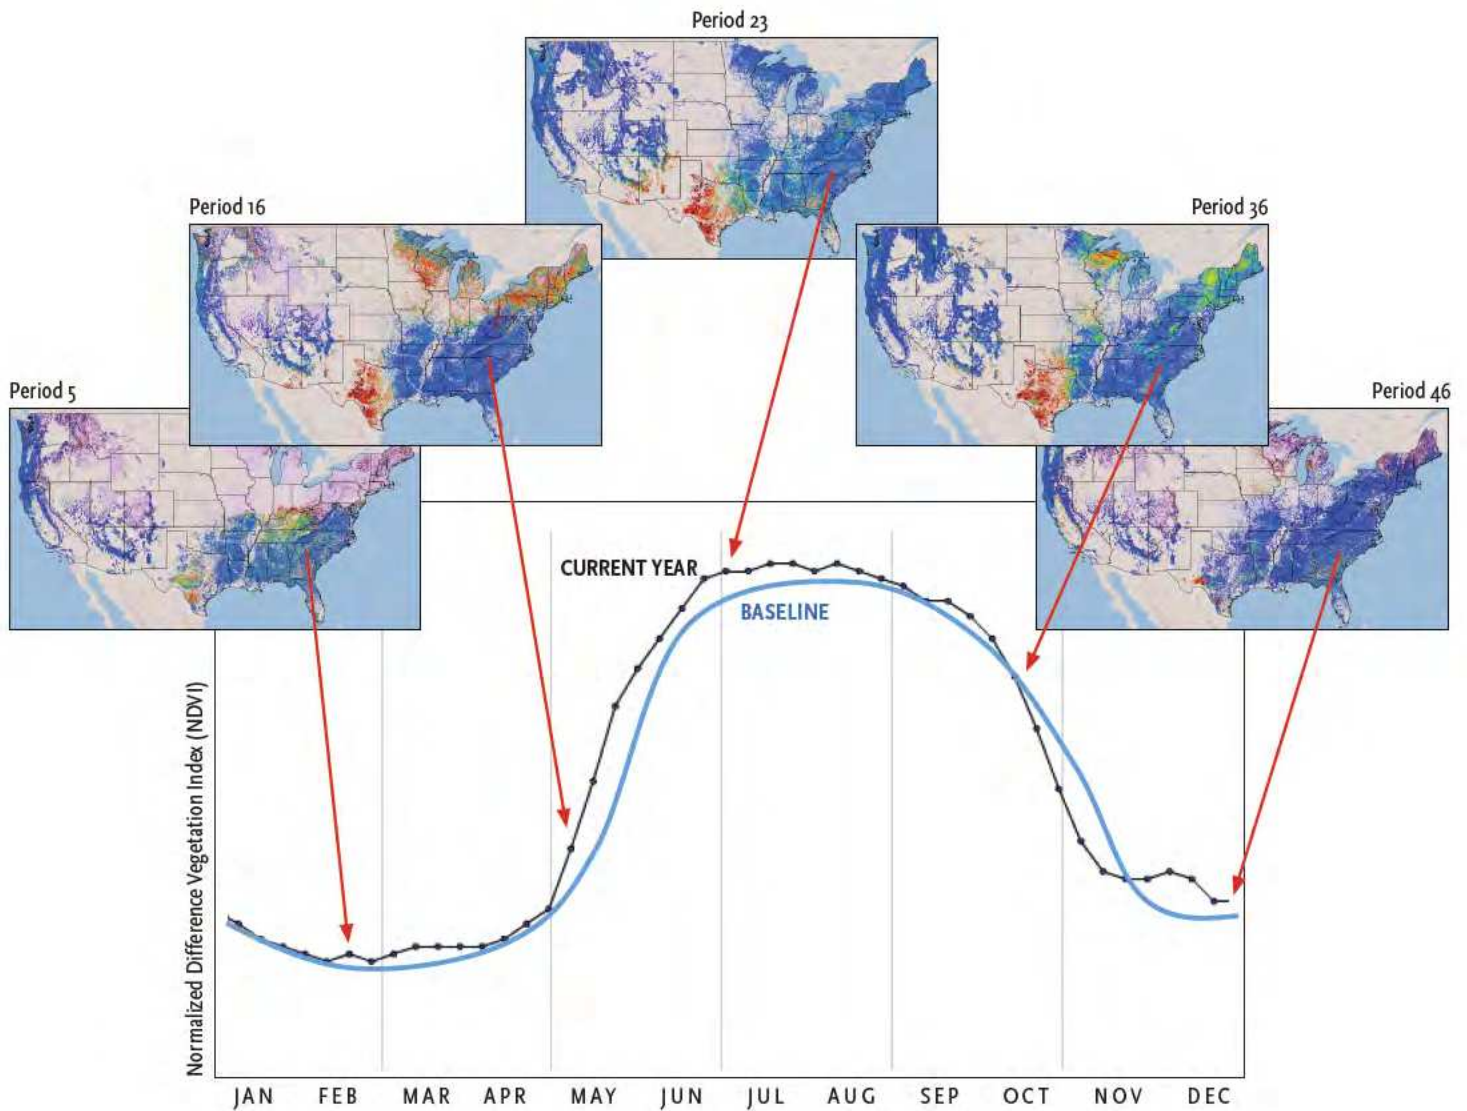 Period 23
Period 16
Period 36
Period 5
Period 46
CURRENT YEAR
BASELINE
Normalized Difference Vegetation Index (NDVI)
JAN FEB MAR APR MAY JUN JUL AUG SEP OCT NOV DEC